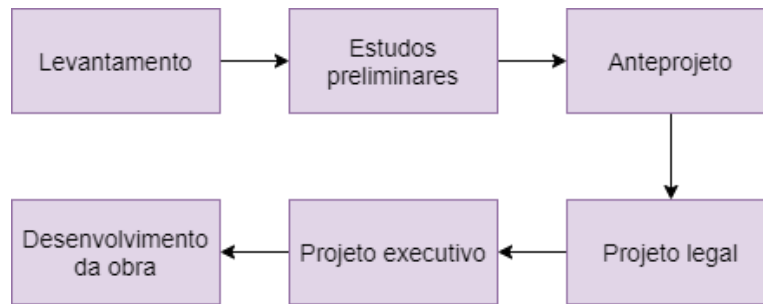 Levantamento
Estudos
preliminares
Anteprojeto
Projeto legal
Projeto executivo
Desenvolvimento
da obra